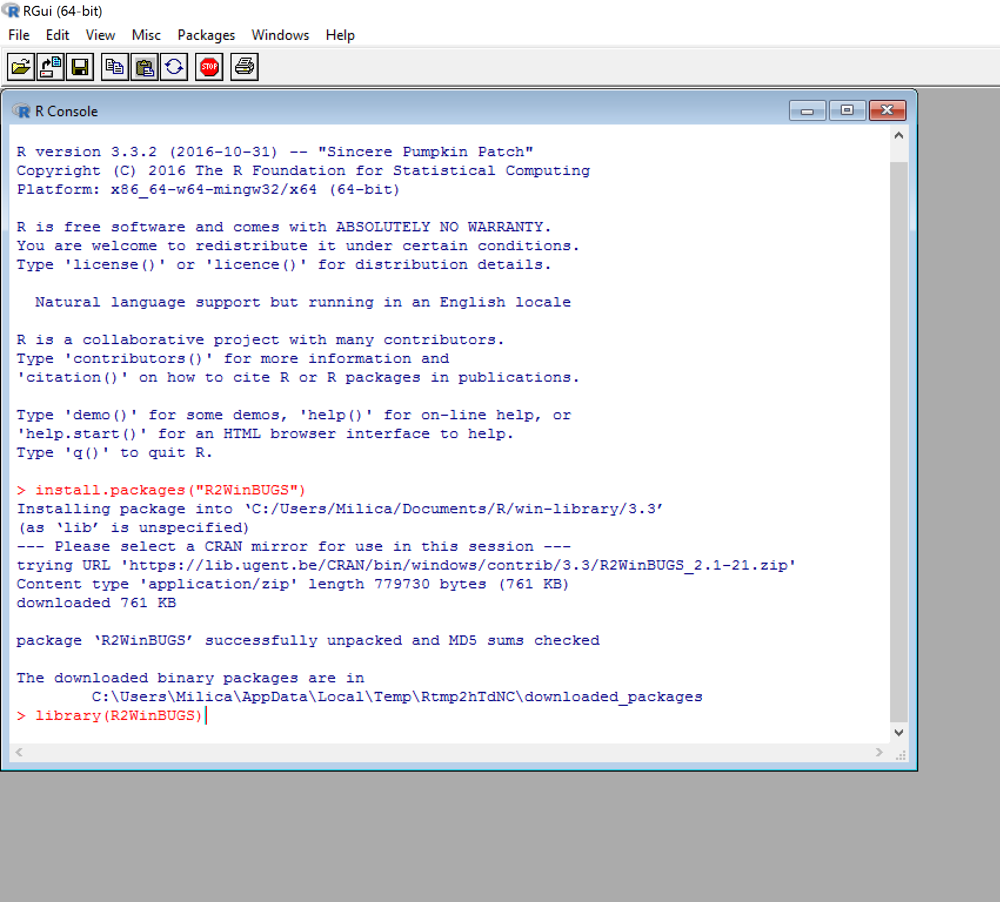 RGui (64-bit)
File Edit View Misc Packages Windows Help
STOP
R Console
R version 3.3.2 (2016-10-31) -- "Sincere Pumpkin Patch"
Copyright (C) 2016 The R Foundation for Statistical Computing
Platform: x86_64-w64-mingw32/x64 (64-bit)
R is free software and comes with ABSOLUTELY NO WARRANTY.
You are welcome to redistribute it under certain conditions.
Type 'license()' or 'licence()' for distribution details.
Natural language support but running in an English locale
R is a collaborative project with many contributors.
Type 'contributors()' for more information and
'citation()' on how to cite R or R packages in publications.
Type 'demo()' for some demos, 'help()' for on-line help, or
'help.start()' for an HTML browser interface to help.
Type 'q()' to quit R.
> install.packages("R2WinBUGS")
Installing package into ‘C:/Users/Milica/Documents/R/win-library/3.3’
(as ‘lib’ is unspecified)
--- Please select a CRAN mirror for use in this session ---
trying URL 'https://lib.ugent.be/CRAN/bin/windows/contrib/3.3/R2WinBUGS_2.1-21.zip'
Content type 'application/zip' length 779730 bytes (761 KB)
downloaded 761 KB
package ‘R2WinBUGS’ successfully unpacked and MD5 sums checked
The downloaded binary packages are in
C:\Users\Milica\AppData\Local\Temp\Rtmp2hTdNC\downloaded_packages
> library(R2WinBUGS)